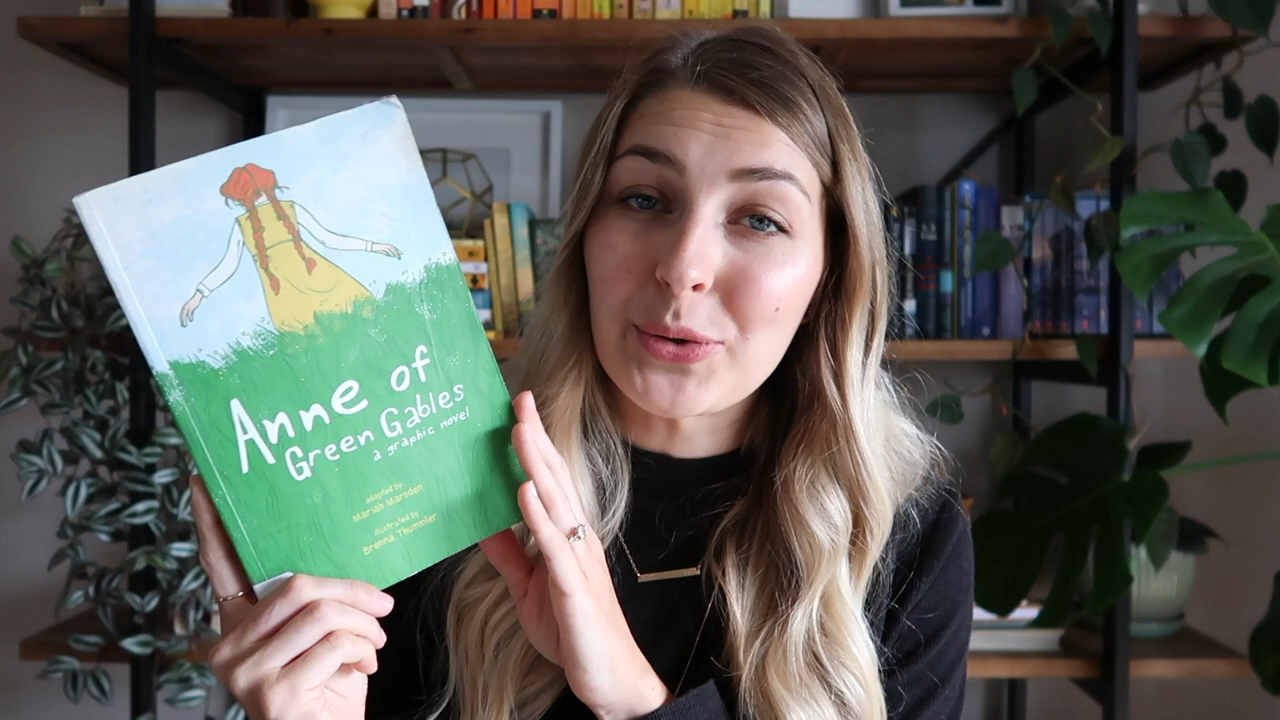 Anne of
Green Gables
a graphic novel
adapted by
Mariah Marsden
illustrated by
Brenna Thummler